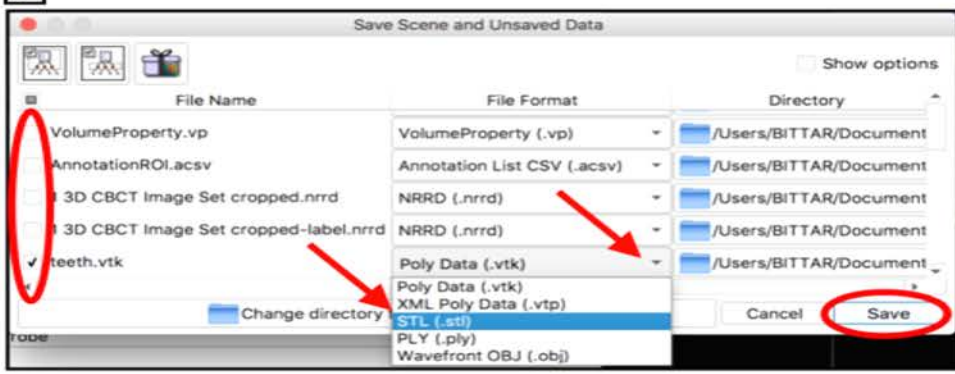 Save Scene and Unsaved Data
Show options
File Name File Format Directory
VolumeProperty.vp VolumeProperty (.vp) /Users/BITTAR/Document
AnnotationROI.acsv Annotation List CSV (.acsv) /Users/BITTAR/Document
1 3D CBCT Image Set cropped.nrrd NRRD (.nrrd) /Users/BITTAR/Document
1 3D CBCT Image Set cropped-label.nrrd NRRD (.nrrd) /Users/BITTAR/Document
teeth.vtk Poly Data (.vtk) /Users/BITTAR/Document
Poly Data (.vtk)
XML Poly Data (.vtp)
Change directory STL (.stl) Cancel Save
PLY (.ply)
Wavefront OBJ (.obj)